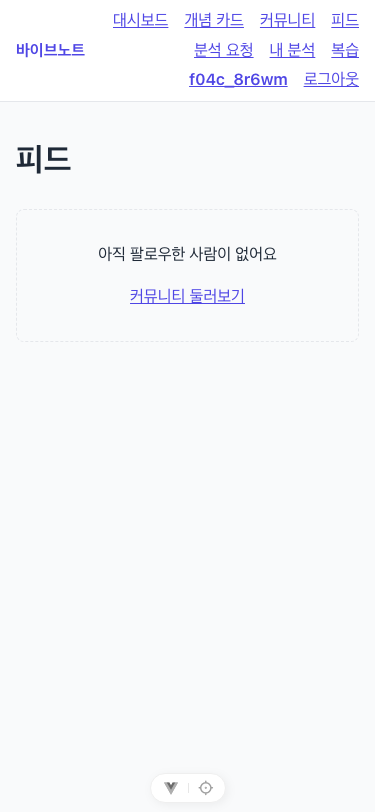 대시보드 개념 카드 커뮤니티 피드
바이브노트 분석 요청 내 분석 복습
f04c_8r6wm 로그아웃
피드
아직 팔로우한 사람이 없어요
커뮤니티 둘러보기